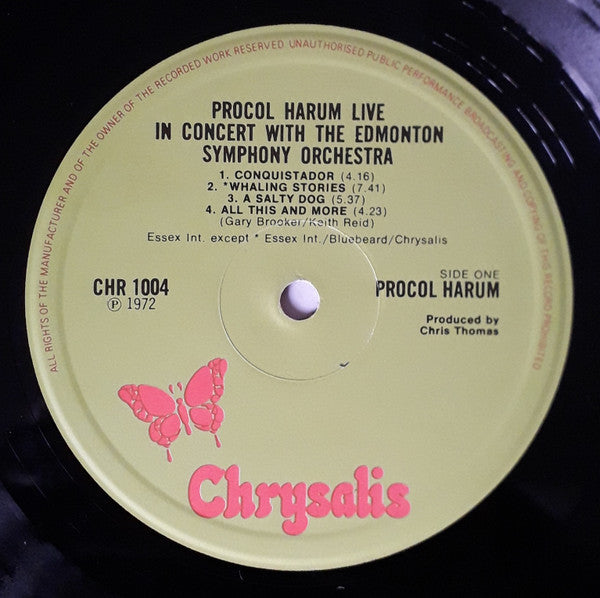 ALL RIGHTS OF THE MANUFACTURER AND OF THE OWNER OF THE RECORDED WORK RESERVED UNAUTHORISED PUBLIC PERFORMANCE BROADCASTING AND COPYING OF THIS RECORD PROHIBITED
PROCOL HARUM LIVE
IN CONCERT WITH THE EDMONTON
SYMPHONY ORCHESTRA
1. CONQUISTADOR (4.16)
2. *WHALING STORIES (7.41)
3. A SALTY DOG (5.37)
4. ALL THIS AND MORE (4.23)
(Gary Brooker/Keith Reid)
Essex Int. except * Essex Int./Bluebeard/Chrysalis
CHR 1004
Ⓟ 1972
SIDE ONE
PROCOL HARUM
Produced by
Chris Thomas
Chrysalis